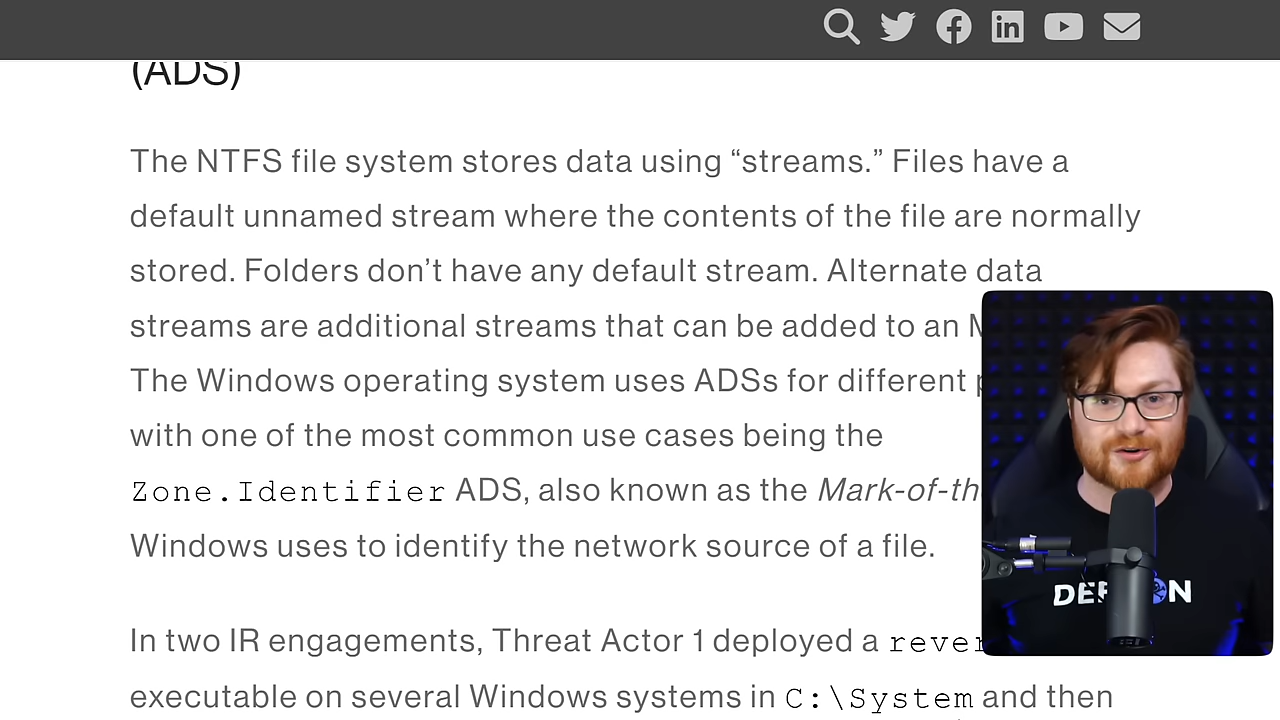 (ADS)
The NTFS file system stores data using “streams.” Files have a
default unnamed stream where the contents of the file are normally
stored. Folders don’t have any default stream. Alternate data
streams are additional streams that can be added to an
The Windows operating system uses ADSs for different
with one of the most common use cases being the
Zone.Identifier ADS, also known as the
Windows uses to identify the network source of a file.
In two IR engagements, Threat Actor 1 deployed a
executable on several Windows systems in C:\System and then